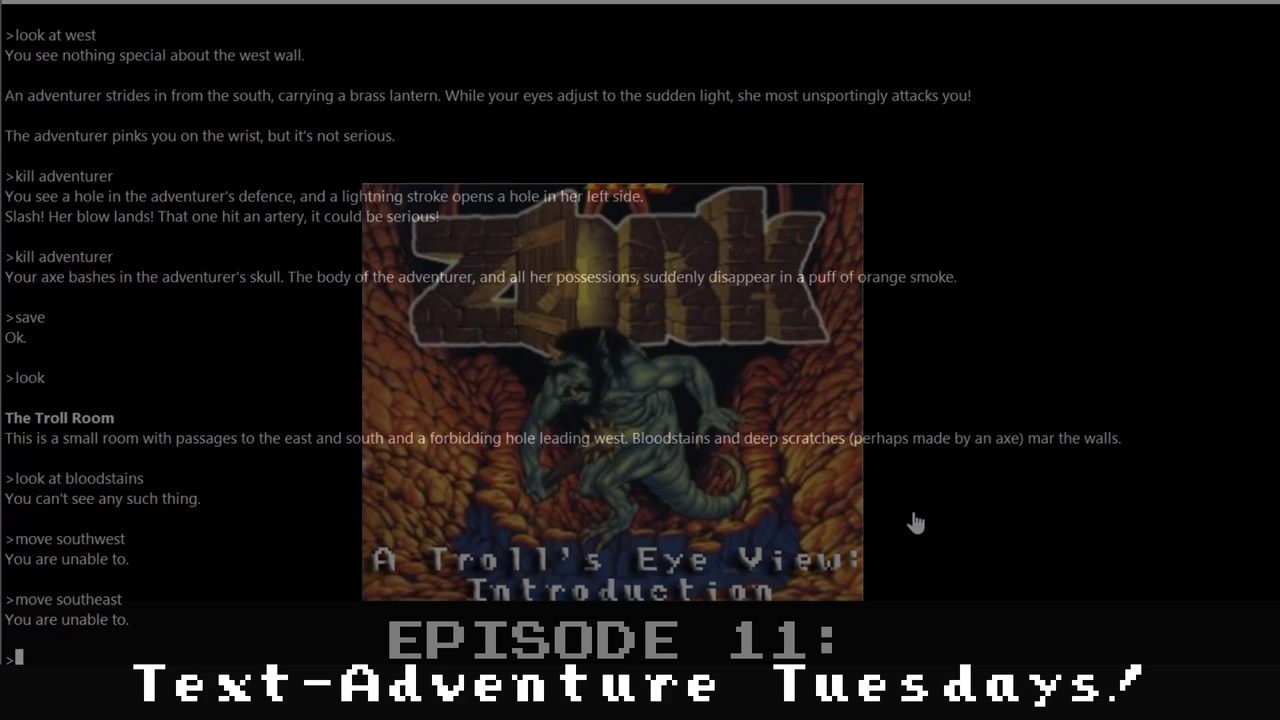 >look at west
You see nothing special about the west wall.
An adventurer strides in from the south, carrying a brass lantern. While your eyes adjust to the sudden light, she most unsportingly attacks you!
The adventurer pinks you on the wrist, but it's not serious.
>kill adventurer
You see a hole in the adventurer's defence, and a lightning stroke opens a hole in her left side.
Slash! Her blow lands! That one hit an artery, it could be serious!
>kill adventurer
Your axe bashes in the adventurer's skull. The body of the adventurer, and all her possessions, suddenly disappear in a puff of orange smoke.
>save
Ok.
>look
The Troll Room
This is a small room with passages to the east and south and a forbidding hole leading west. Bloodstains and deep scratches (perhaps made by an axe) mar the walls.
>look at bloodstains
You can't see any such thing.
>move southwest
You are unable to.
>move southeast
You are unable to.
>
ZORK
A Troll's Eye View:
Introduction
EPISODE 11:
Text-Adventure Tuesdays!